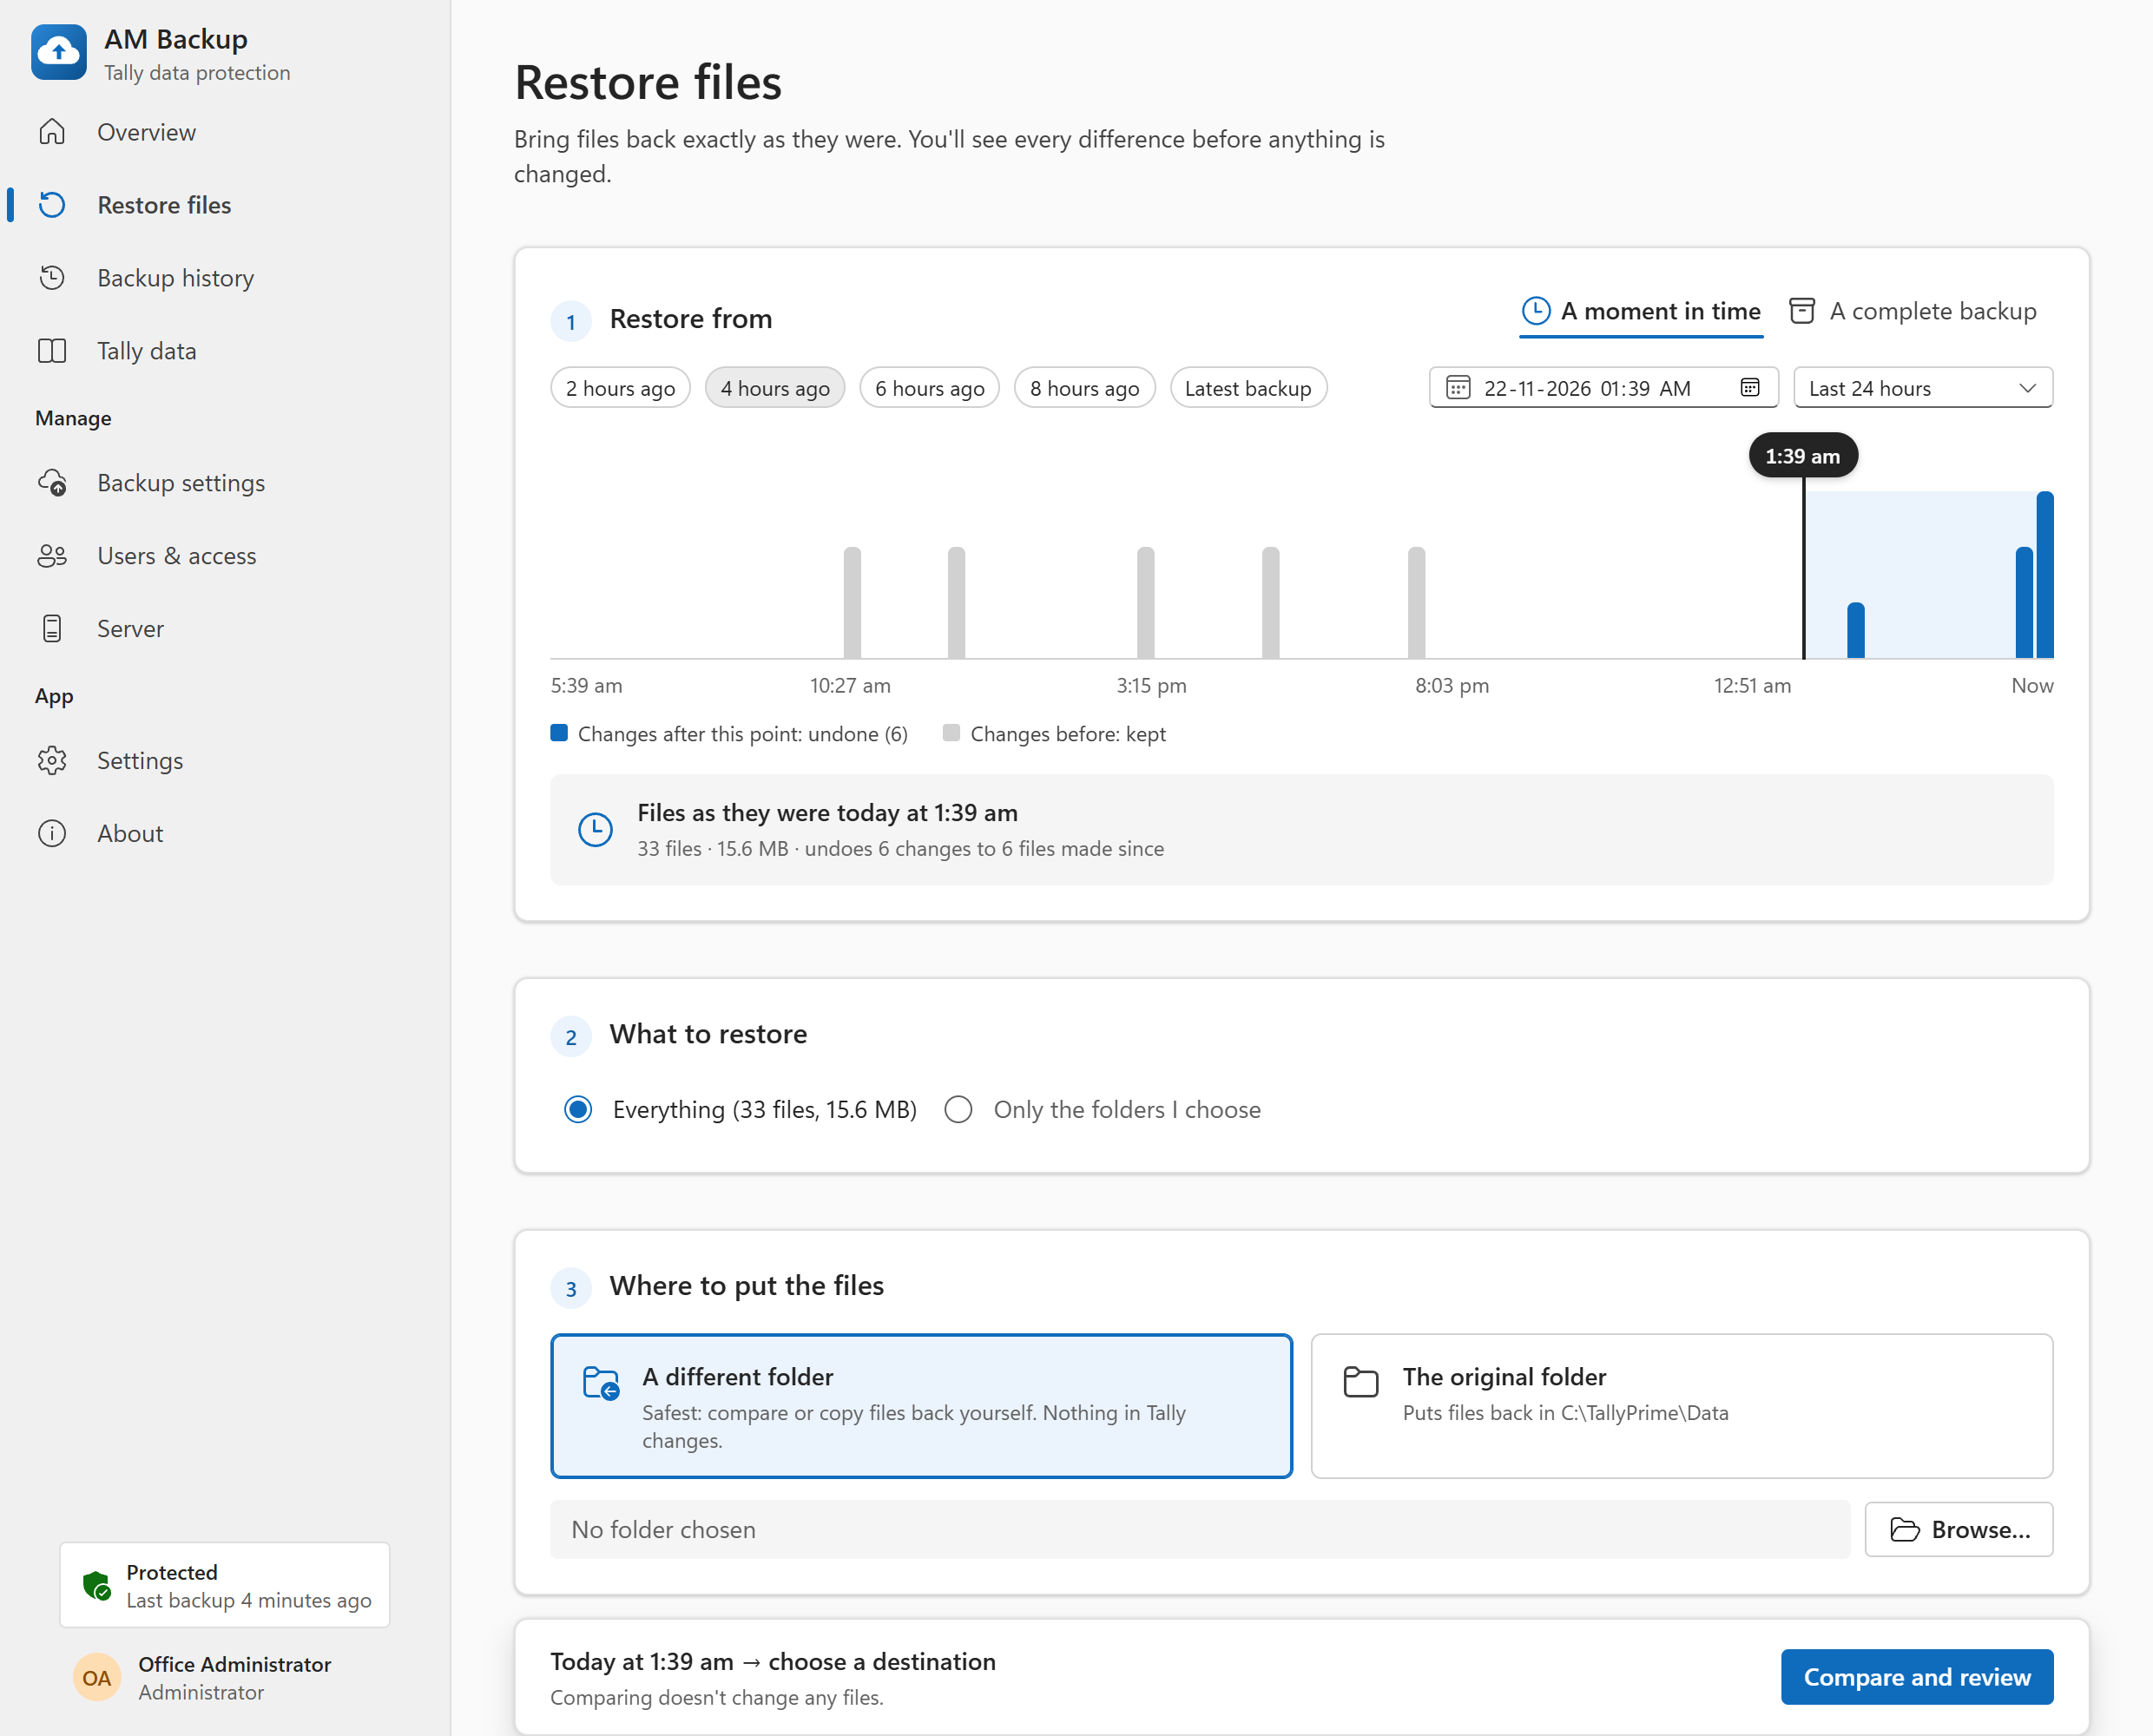 AM Backup
Tally data protection
Overview
Restore files
Backup history
Tally data
Manage
Backup settings
Users & access
Server
App
Settings
About
Protected
Last backup 4 minutes ago
OA
Office Administrator
Administrator
Restore files
Bring files back exactly as they were. You'll see every difference before anything is
changed.
1 Restore from
A moment in time
A complete backup
2 hours ago
4 hours ago
6 hours ago
8 hours ago
Latest backup
22-11-2026 01:39 AM
Last 24 hours
1:39 am
5:39 am
10:27 am
3:15 pm
8:03 pm
12:51 am
Now
Changes after this point: undone (6)
Changes before: kept
Files as they were today at 1:39 am
33 files · 15.6 MB · undoes 6 changes to 6 files made since
2 What to restore
Everything (33 files, 15.6 MB)
Only the folders I choose
3 Where to put the files
A different folder
Safest: compare or copy files back yourself. Nothing in Tally
changes.
The original folder
Puts files back in C:\TallyPrime\Data
No folder chosen
Browse...
Today at 1:39 am → choose a destination
Comparing doesn't change any files.
Compare and review